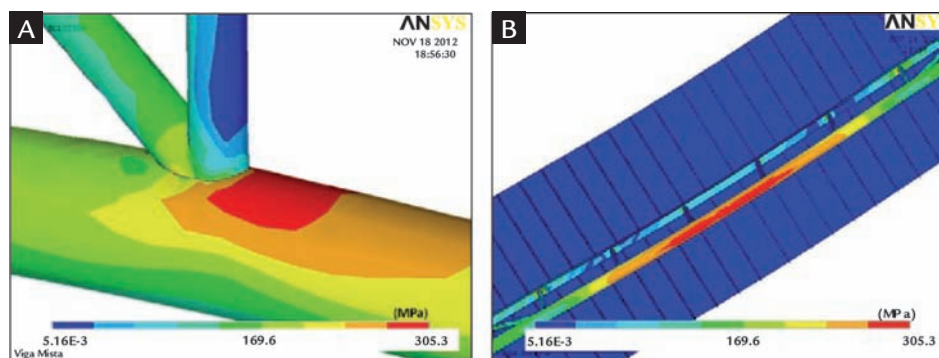 A
ANSYS
NOV 18 2012
18:56:30
(MPa)
5.16E-3 169.6 305.3
Viga Mista
B
ANSY
(MPa)
5.16E-3 169.6 305.3